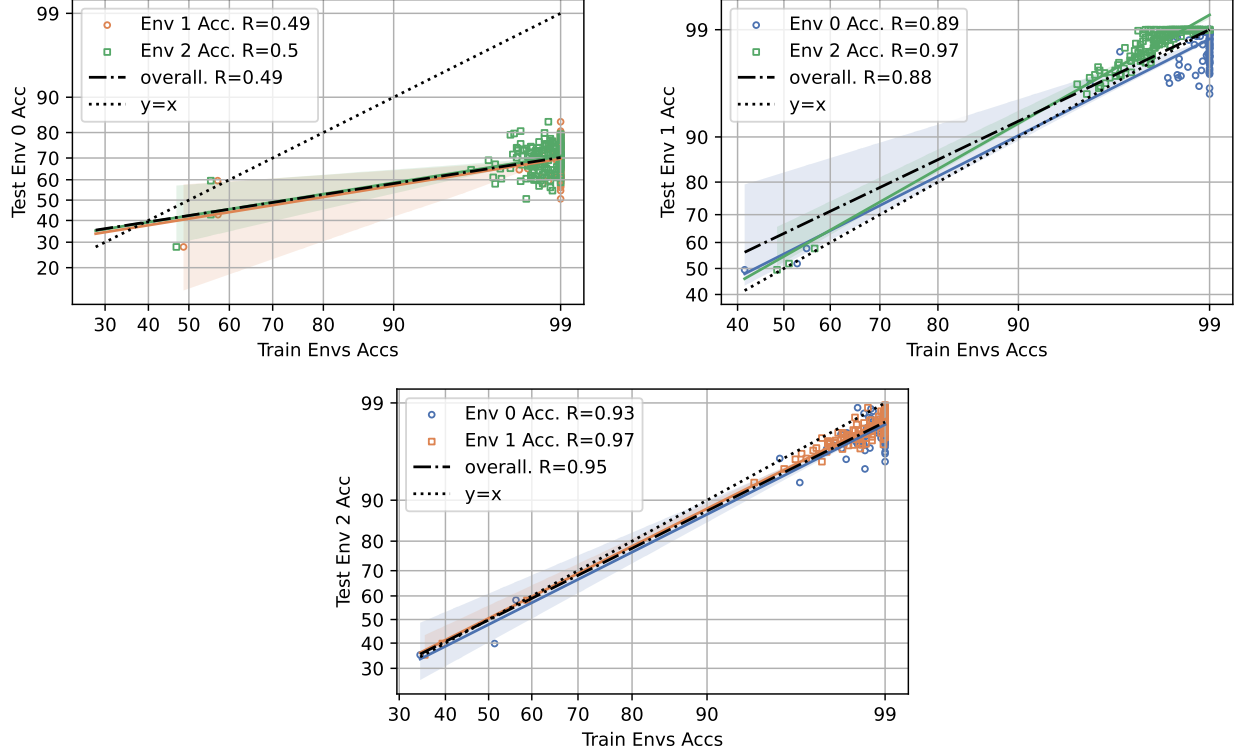 99
90
80
70
60
50
40
30
20
Test Env 0 Acc
Env 1 Acc. R=0.49
Env 2 Acc. R=0.5
overall. R=0.49
y=x
30 40 50 60 70 80 90 99
Train Envs Accs
99
90
80
70
60
50
40
Test Env 1 Acc
Env 0 Acc. R=0.89
Env 2 Acc. R=0.97
overall. R=0.88
y=x
40 50 60 70 80 90 99
Train Envs Accs
99
90
80
70
60
50
40
30
Test Env 2 Acc
Env 0 Acc. R=0.93
Env 1 Acc. R=0.97
overall. R=0.95
y=x
30 40 50 60 70 80 90 99
Train Envs Accs